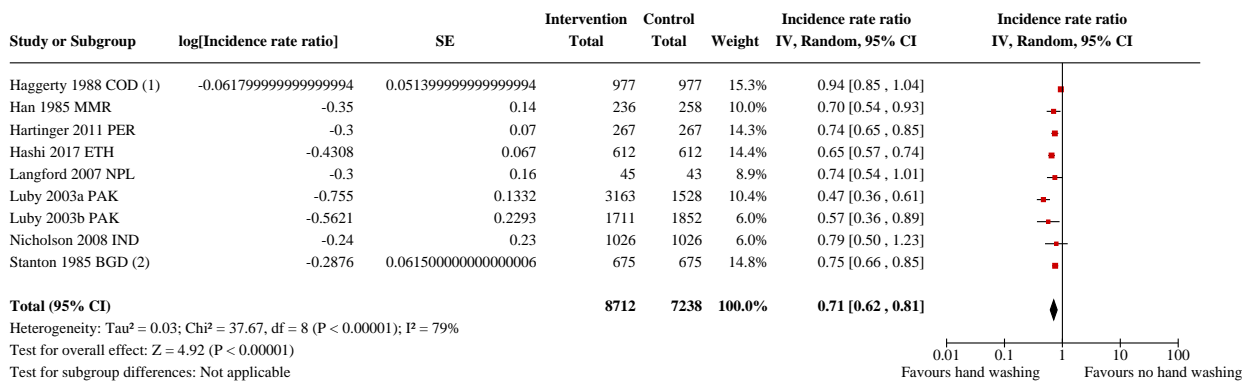 Intervention Control Incidence rate ratio Incidence rate ratio
Study or Subgroup log[Incidence rate ratio] SE Total Total Weight IV, Random, 95% CI IV, Random, 95% CI
Haggerty 1988 COD (1) -0.061799999999999994 0.051399999999999994 977 977 15.3% 0.94 [0.85 , 1.04]
Han 1985 MMR -0.35 0.14 236 258 10.0% 0.70 [0.54 , 0.93]
Hartinger 2011 PER -0.3 0.07 267 267 14.3% 0.74 [0.65 , 0.85]
Hashi 2017 ETH -0.4308 0.067 612 612 14.4% 0.65 [0.57 , 0.74]
Langford 2007 NPL -0.3 0.16 45 43 8.9% 0.74 [0.54 , 1.01]
Luby 2003a PAK -0.755 0.1332 3163 1528 10.4% 0.47 [0.36 , 0.61]
Luby 2003b PAK -0.5621 0.2293 1711 1852 6.0% 0.57 [0.36 , 0.89]
Nicholson 2008 IND -0.24 0.23 1026 1026 6.0% 0.79 [0.50 , 1.23]
Stanton 1985 BGD (2) -0.2876 0.061500000000000006 675 675 14.8% 0.75 [0.66 , 0.85]
Total (95% CI) 8712 7238 100.0% 0.71 [0.62 , 0.81]
Heterogeneity: Tau² = 0.03; Chi² = 37.67, df = 8 (P < 0.00001); I² = 79%
Test for overall effect: Z = 4.92 (P < 0.00001)
Test for subgroup differences: Not applicable
0.01 0.1 1 10 100
Favours hand washing Favours no hand washing